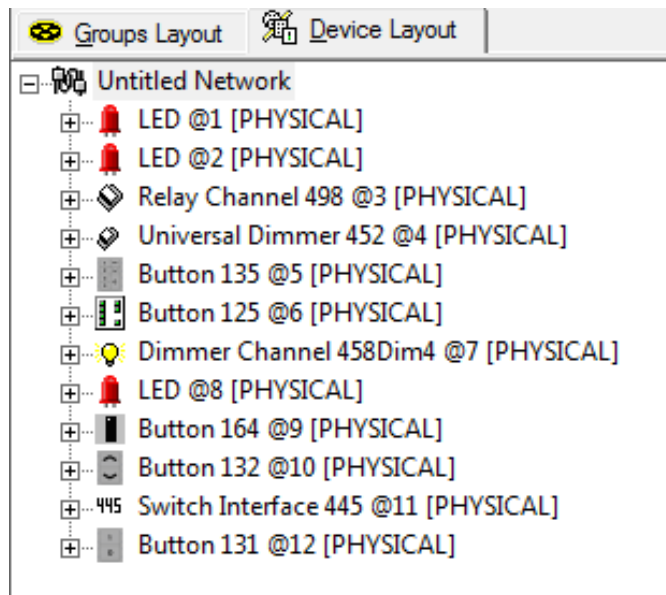 Groups Layout Device Layout
Untitled Network
LED @1 [PHYSICAL]
LED @2 [PHYSICAL]
Relay Channel 498 @3 [PHYSICAL]
Universal Dimmer 452 @4 [PHYSICAL]
Button 135 @5 [PHYSICAL]
Button 125 @6 [PHYSICAL]
Dimmer Channel 458Dim4 @7 [PHYSICAL]
LED @8 [PHYSICAL]
Button 164 @9 [PHYSICAL]
Button 132 @10 [PHYSICAL]
445 Switch Interface 445 @11 [PHYSICAL]
Button 131 @12 [PHYSICAL]